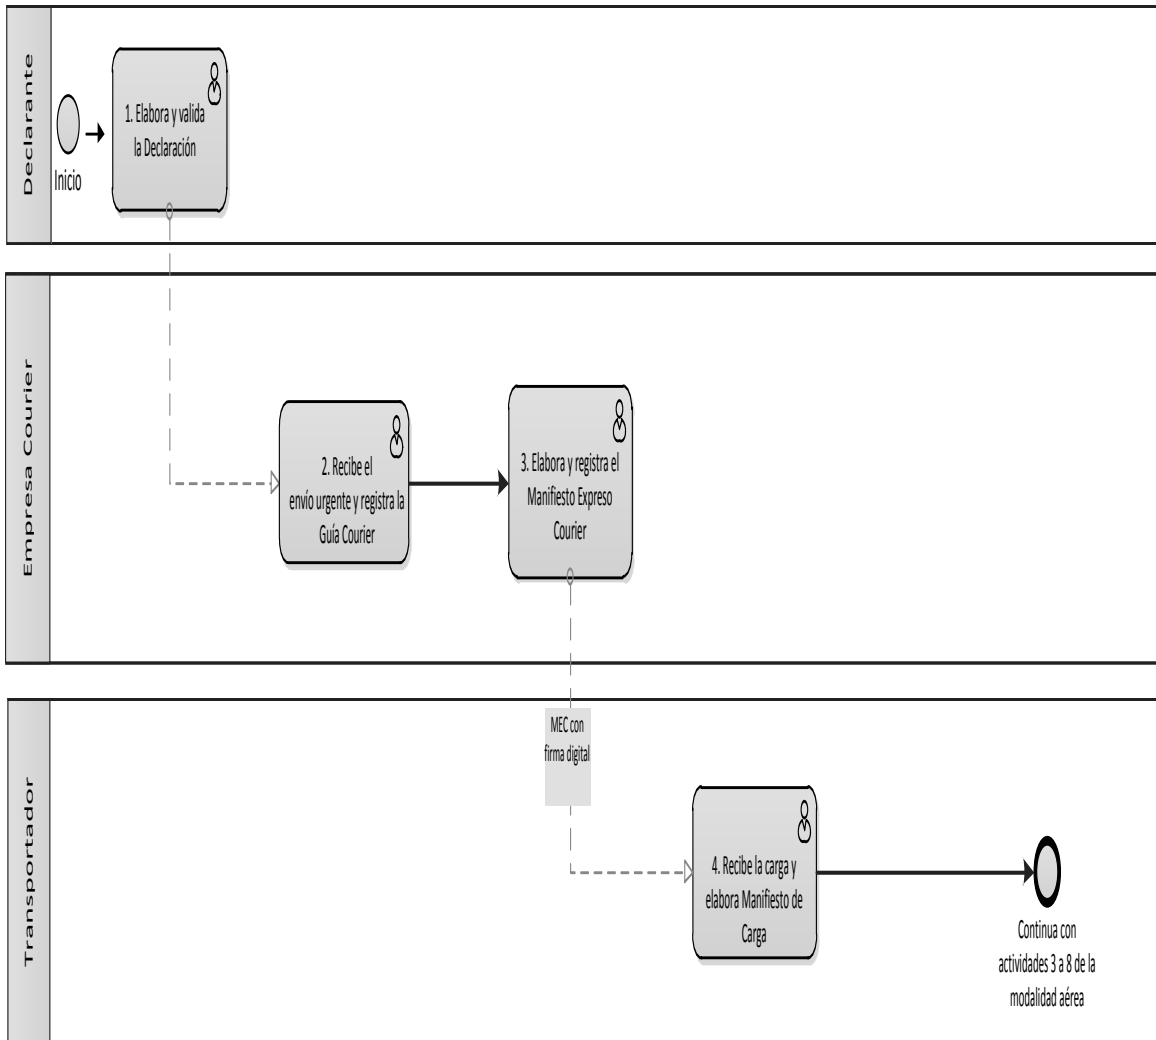 Declarante
Inicio
1. Elabora y valida
la Declaración
Empresa Courier
2. Recibe el
envío urgente y registra la
Guía Courier
3. Elabora y registra el
Manifiesto Expreso
Courier
Transportador
MEC con
firma digital
4. Recibe la carga y
elabora Manifiesto de
Carga
Continua con
actividades 3 a 8 de la
modalidad aérea